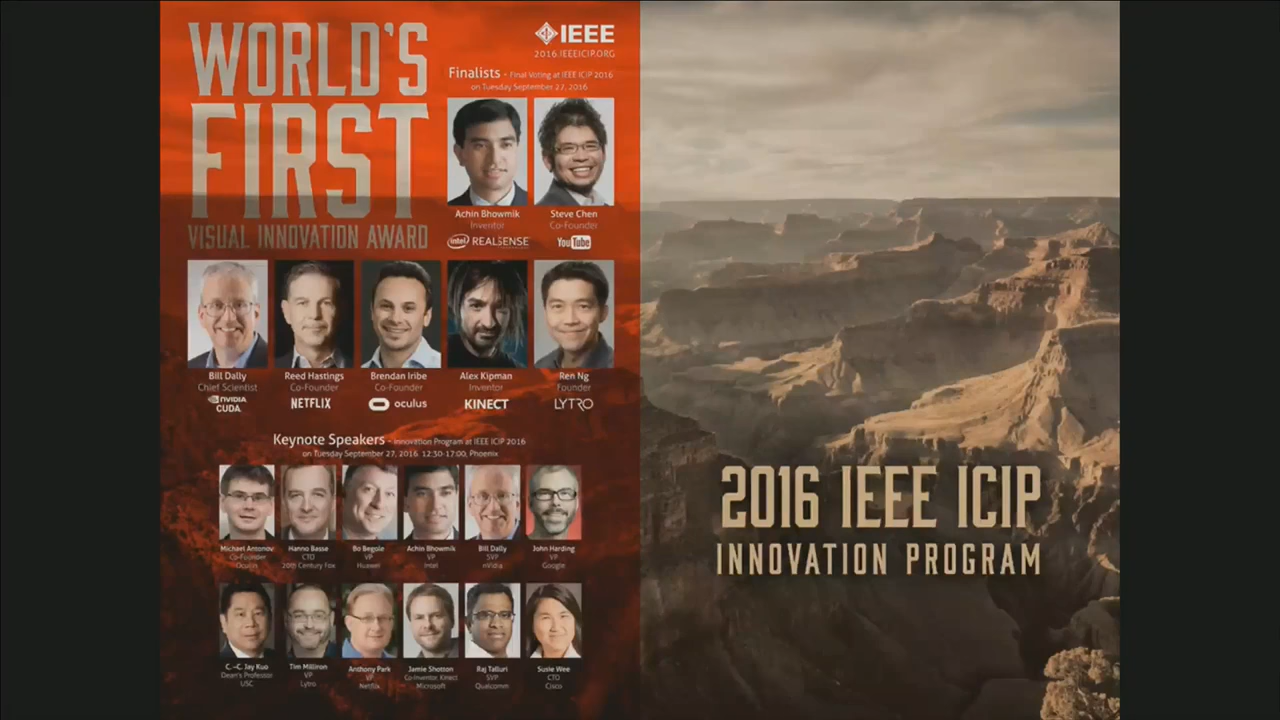 WORLD'S
FIRST
VISUAL INNOVATION AWARD
IEEE
2016.IEEEICIP.ORG
Finalists - Final Voting at IEEE ICIP 2016
on Tuesday September 27, 2016
Achin Bhowmik
Inventor
intel REALSENSE
Steve Chen
Co-Founder
YouTube
Bill Dally
Chief Scientist
NVIDIA
CUDA
Reed Hastings
Co-Founder
NETFLIX
Brendan Iribe
Co-Founder
oculus
Alex Kipman
Inventor
KINECT
Ren Ng
Founder
LYTRO
Keynote Speakers - Innovation Program at IEEE ICIP 2016
on Tuesday September 27, 2016 12:30-17:00, Phoenix
Michael Antonov
Co-Founder
Oculus
Hanno Basse
CTO
20th Century Fox
Bo Begole
VP
Huawei
Achin Bhowmik
VP
Intel
Bill Dally
SVP
nVidia
John Harding
VP
Google
C.-C. Jay Kuo
Dean's Professor
USC
Tim Milliron
VP
Lytro
Anthony Park
VP
Netflix
Jamie Shotton
Co-Inventor, Kinect
Microsoft
Raj Talluri
SVP
Qualcomm
Susie Wee
CTO
Cisco
2016 IEEE ICIP
INNOVATION PROGRAM